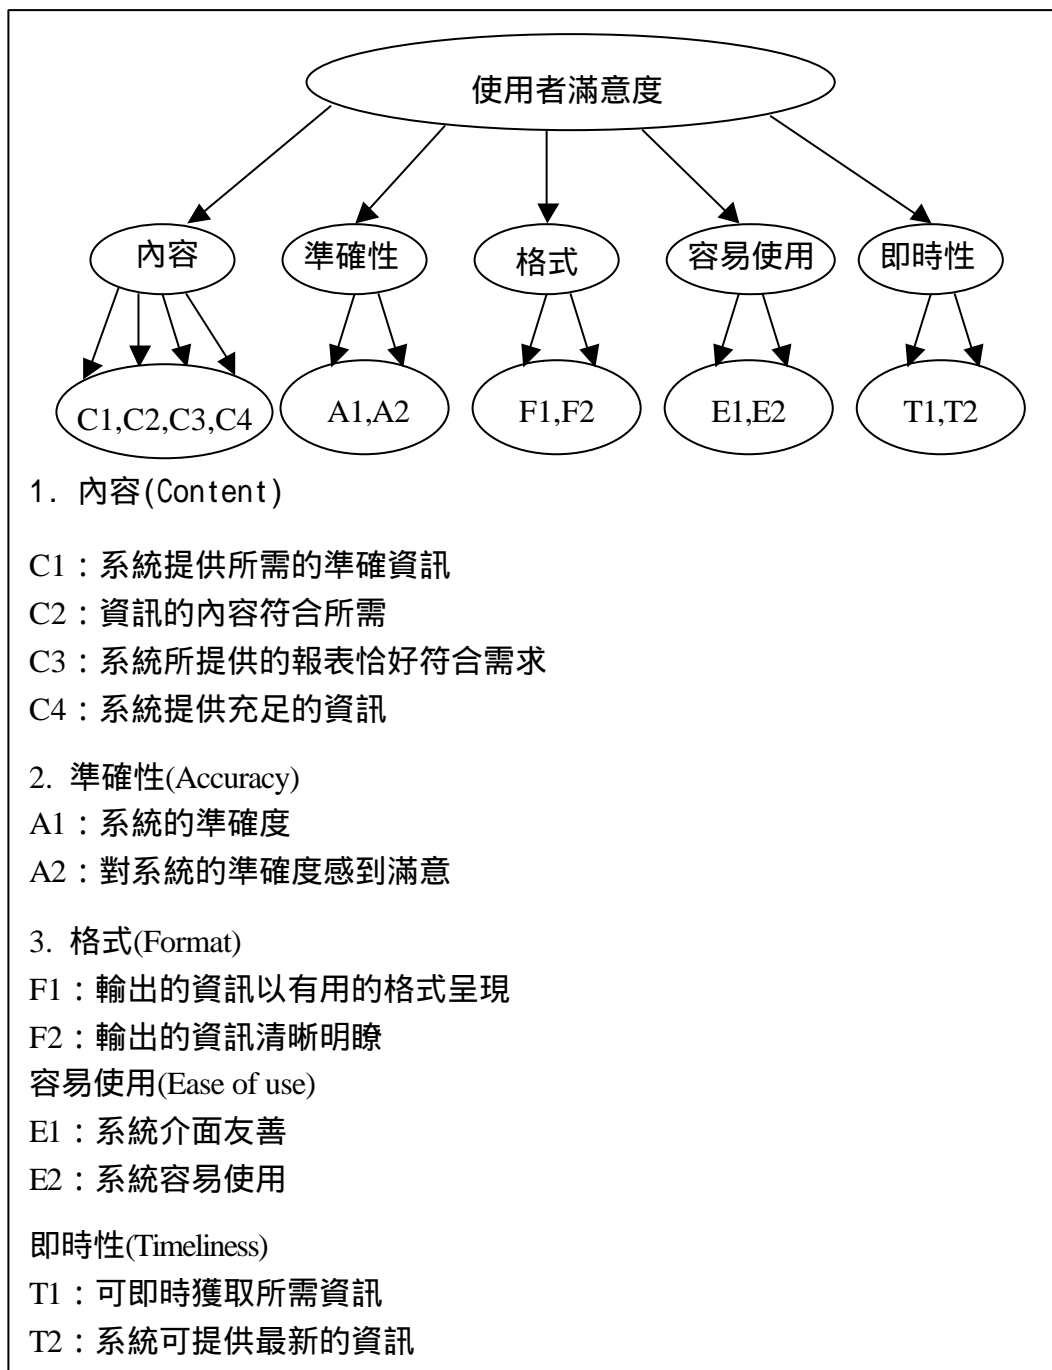 使用者滿意度
內容 準確性 格式 容易使用 即時性
C1,C2,C3,C4 A1,A2 F1,F2 E1,E2 T1,T2
1. 內容(Content)
C1：系統提供所需的準確資訊
C2：資訊的內容符合所需
C3：系統所提供的報表恰好符合需求
C4：系統提供充足的資訊
2. 準確性(Accuracy)
A1：系統的準確度
A2：對系統的準確度感到滿意
3. 格式(Format)
F1：輸出的資訊以有用的格式呈現
F2：輸出的資訊清晰明瞭
容易使用(Ease of use)
E1：系統介面友善
E2：系統容易使用
即時性(Timeliness)
T1：可即時獲取所需資訊
T2：系統可提供最新的資訊